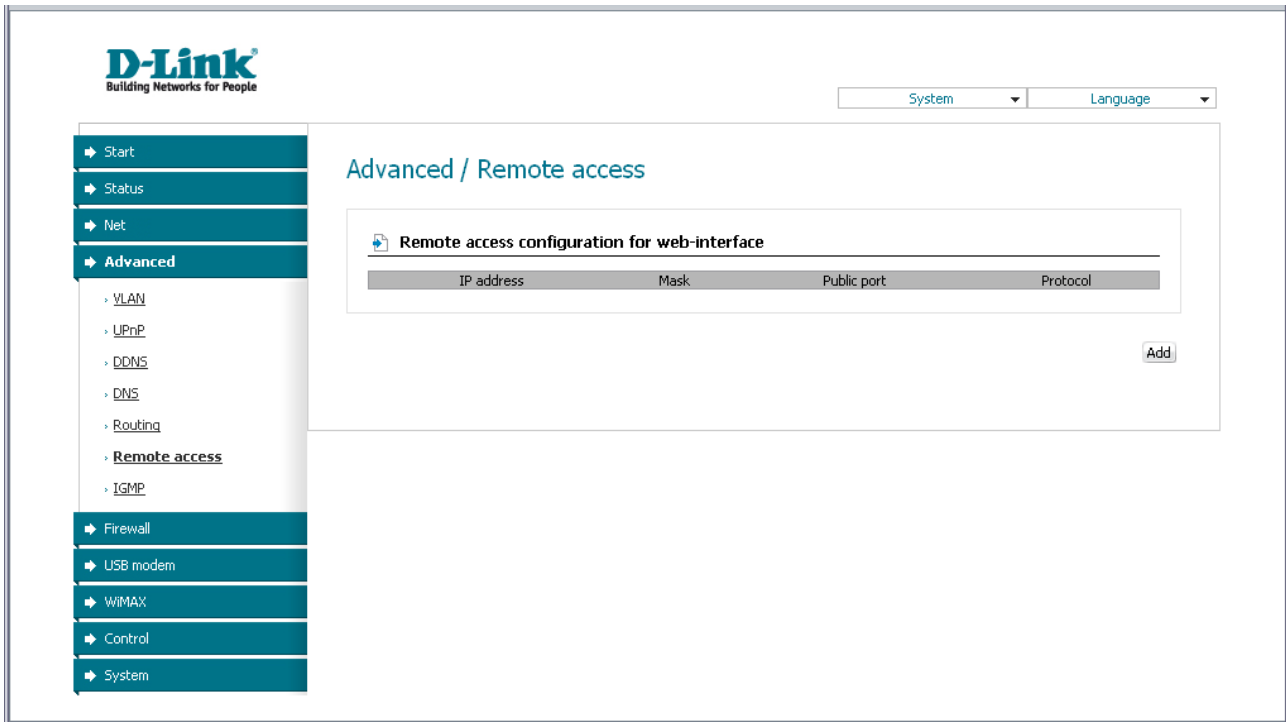 D-Link®
Building Networks for People
System Language
Start
Status
Net
Advanced
VLAN
UPnP
DDNS
DNS
Routing
Remote access
IGMP
Firewall
USB modem
WiMAX
Control
System
Advanced / Remote access
Remote access configuration for web-interface
IP address Mask Public port Protocol
Add